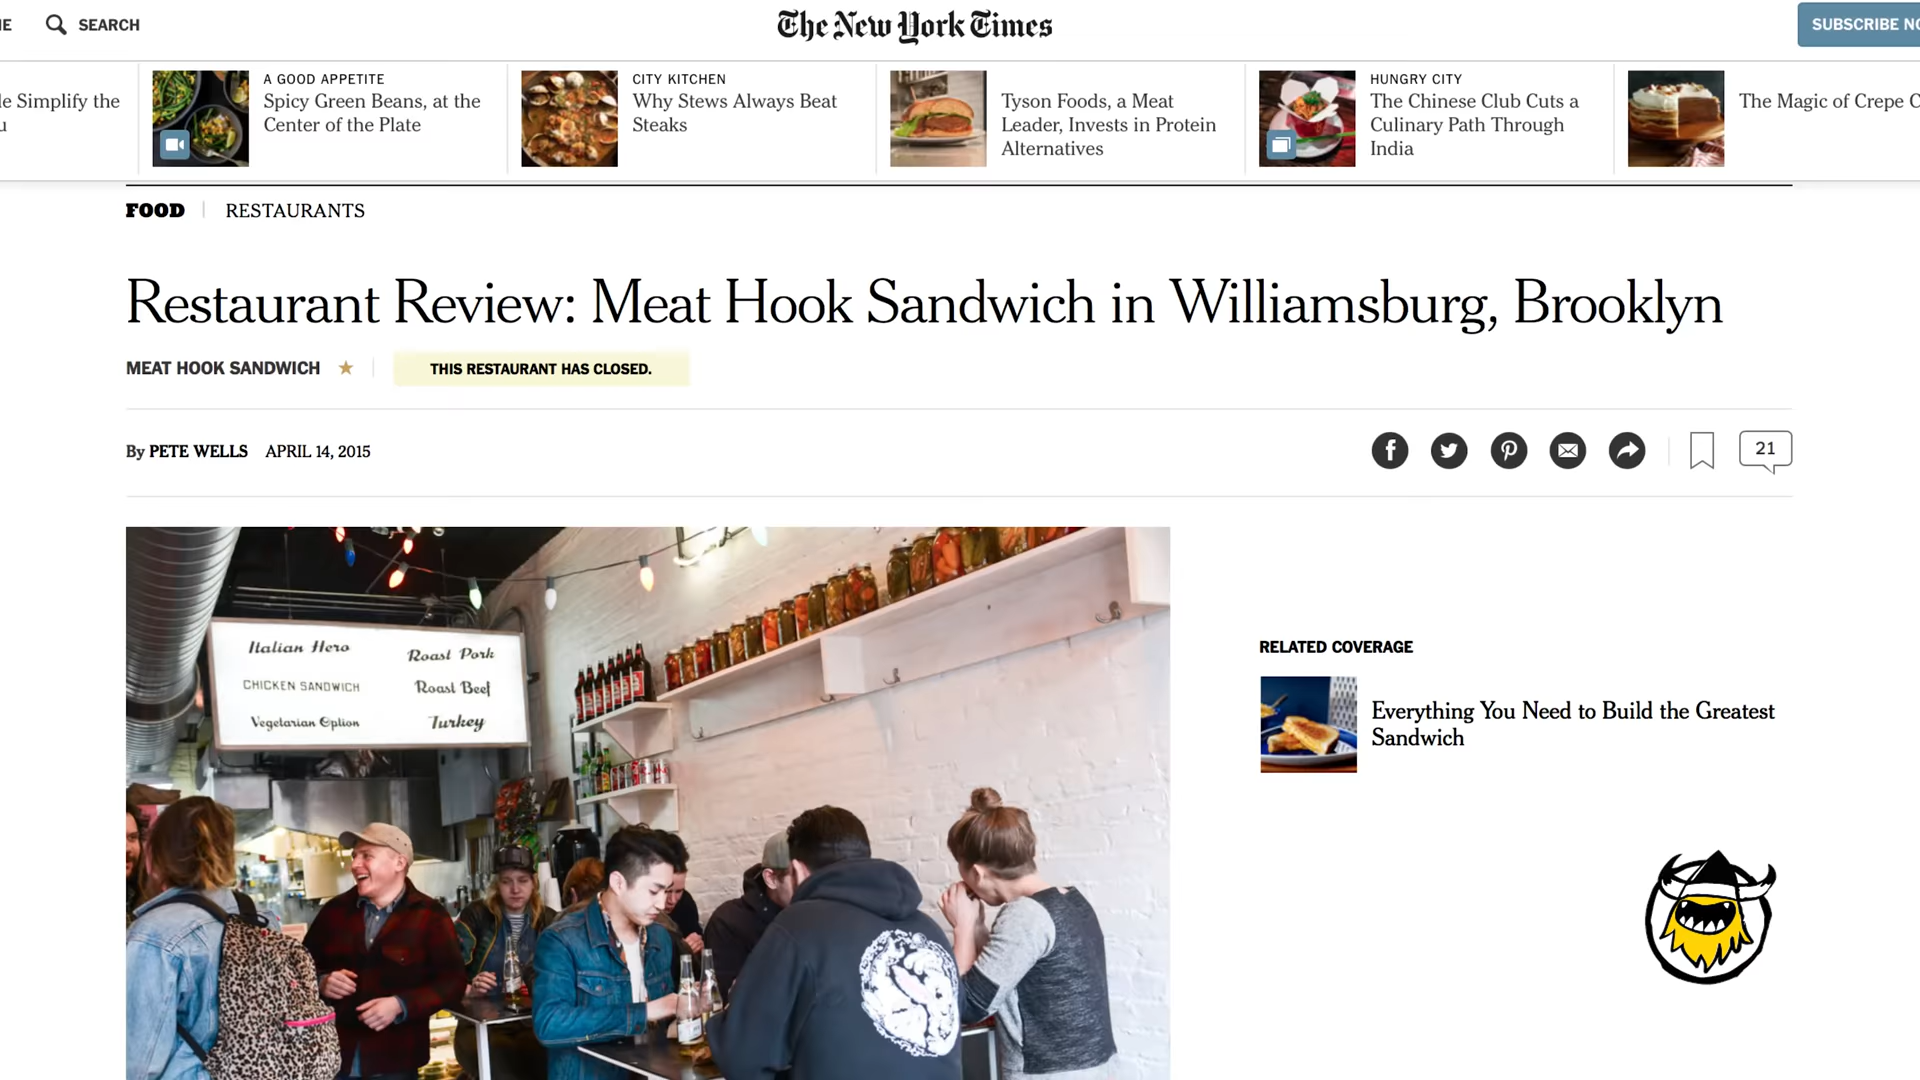 SEARCH
The New York Times
SUBSCRIBE
Simplify the
A GOOD APPETITE
Spicy Green Beans, at the
Center of the Plate
CITY KITCHEN
Why Stews Always Beat
Steaks
Tyson Foods, a Meat
Leader, Invests in Protein
Alternatives
HUNGRY CITY
The Chinese Club Cuts a
Culinary Path Through
India
The Magic of Crepe
FOOD
RESTAURANTS
Restaurant Review: Meat Hook Sandwich in Williamsburg, Brooklyn
MEAT HOOK SANDWICH
THIS RESTAURANT HAS CLOSED.
By PETE WELLS APRIL 14, 2015
21
Italian Hero
Roast Pork
CHICKEN SANDWICH
Roast Beef
Vegetarian Option
Turkey
RELATED COVERAGE
Everything You Need to Build the Greatest
Sandwich